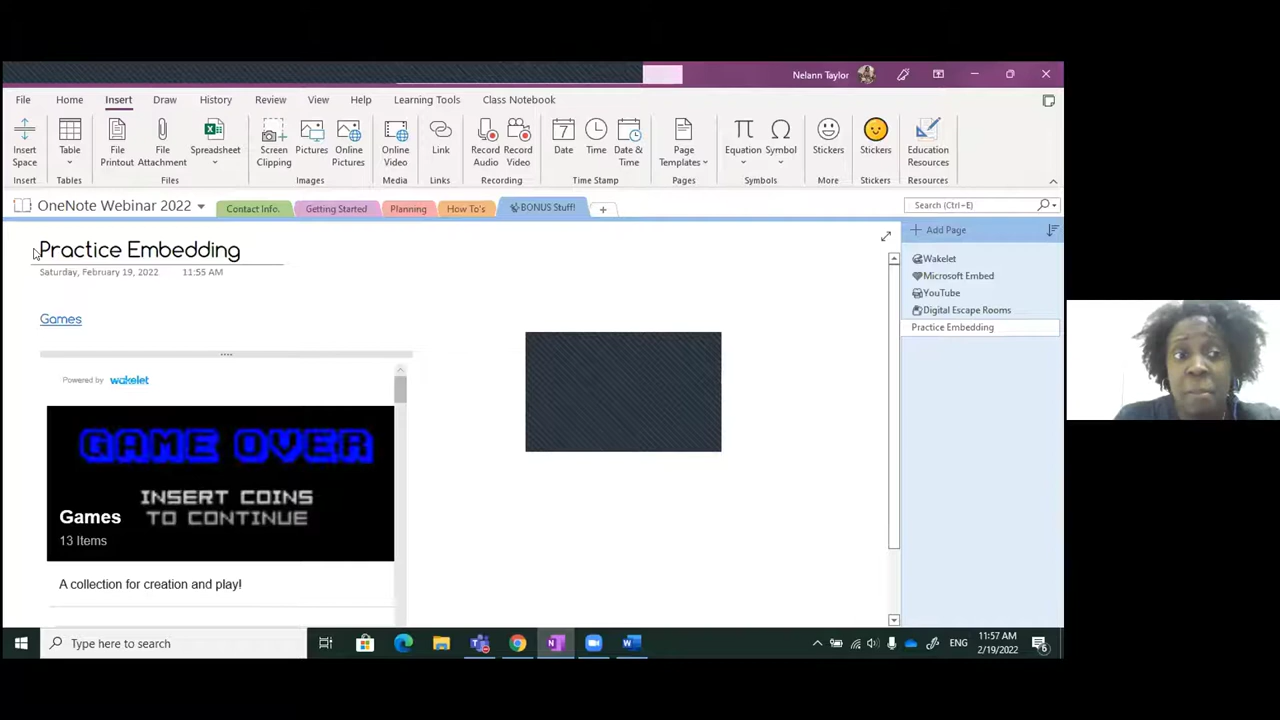 Nelann Taylor
File Home Insert Draw History Review View Help Learning Tools Class Notebook
Insert Space
Table
File Printout
File Attachment
Spreadsheet
Screen Clipping
Pictures
Online Pictures
Online Video
Link
Record Audio
Record Video
Date
Time
Date & Time
Page Templates
Equation
Symbol
Stickers
Stickers
Education Resources
Insert Tables Files Images Media Links Recording Time Stamp Pages Symbols More Stickers Resources
OneNote Webinar 2022
Contact Info. Getting Started Planning How To's BONUS Stuff!
Search (Ctrl+E)
Practice Embedding
Saturday, February 19, 2022 11:55 AM
Games
Powered by wakelet
GAME OVER
INSERT COINS
TO CONTINUE
Games
13 Items
A collection for creation and play!
Add Page
Wakelet
Microsoft Embed
YouTube
Digital Escape Rooms
Practice Embedding
Type here to search
ENG
11:57 AM
2/19/2022
6